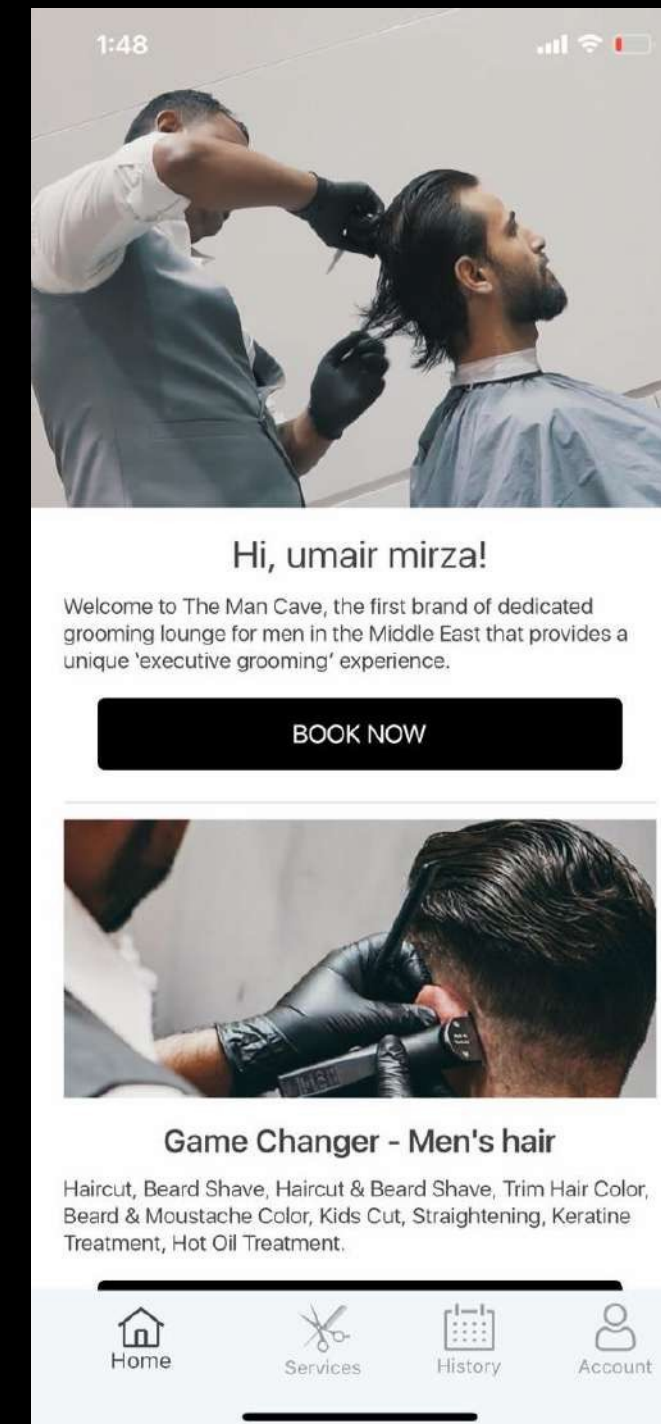 1:48
Hi, umair mirza!
Welcome to The Man Cave, the first brand of dedicated
grooming lounge for men in the Middle East that provides a
unique ‘executive grooming’ experience.
BOOK NOW
Game Changer - Men's hair
Haircut, Beard Shave, Haircut & Beard Shave, Trim Hair Color,
Beard & Moustache Color, Kids Cut, Straightening, Keratine
Treatment, Hot Oil Treatment.
Home Services History Account